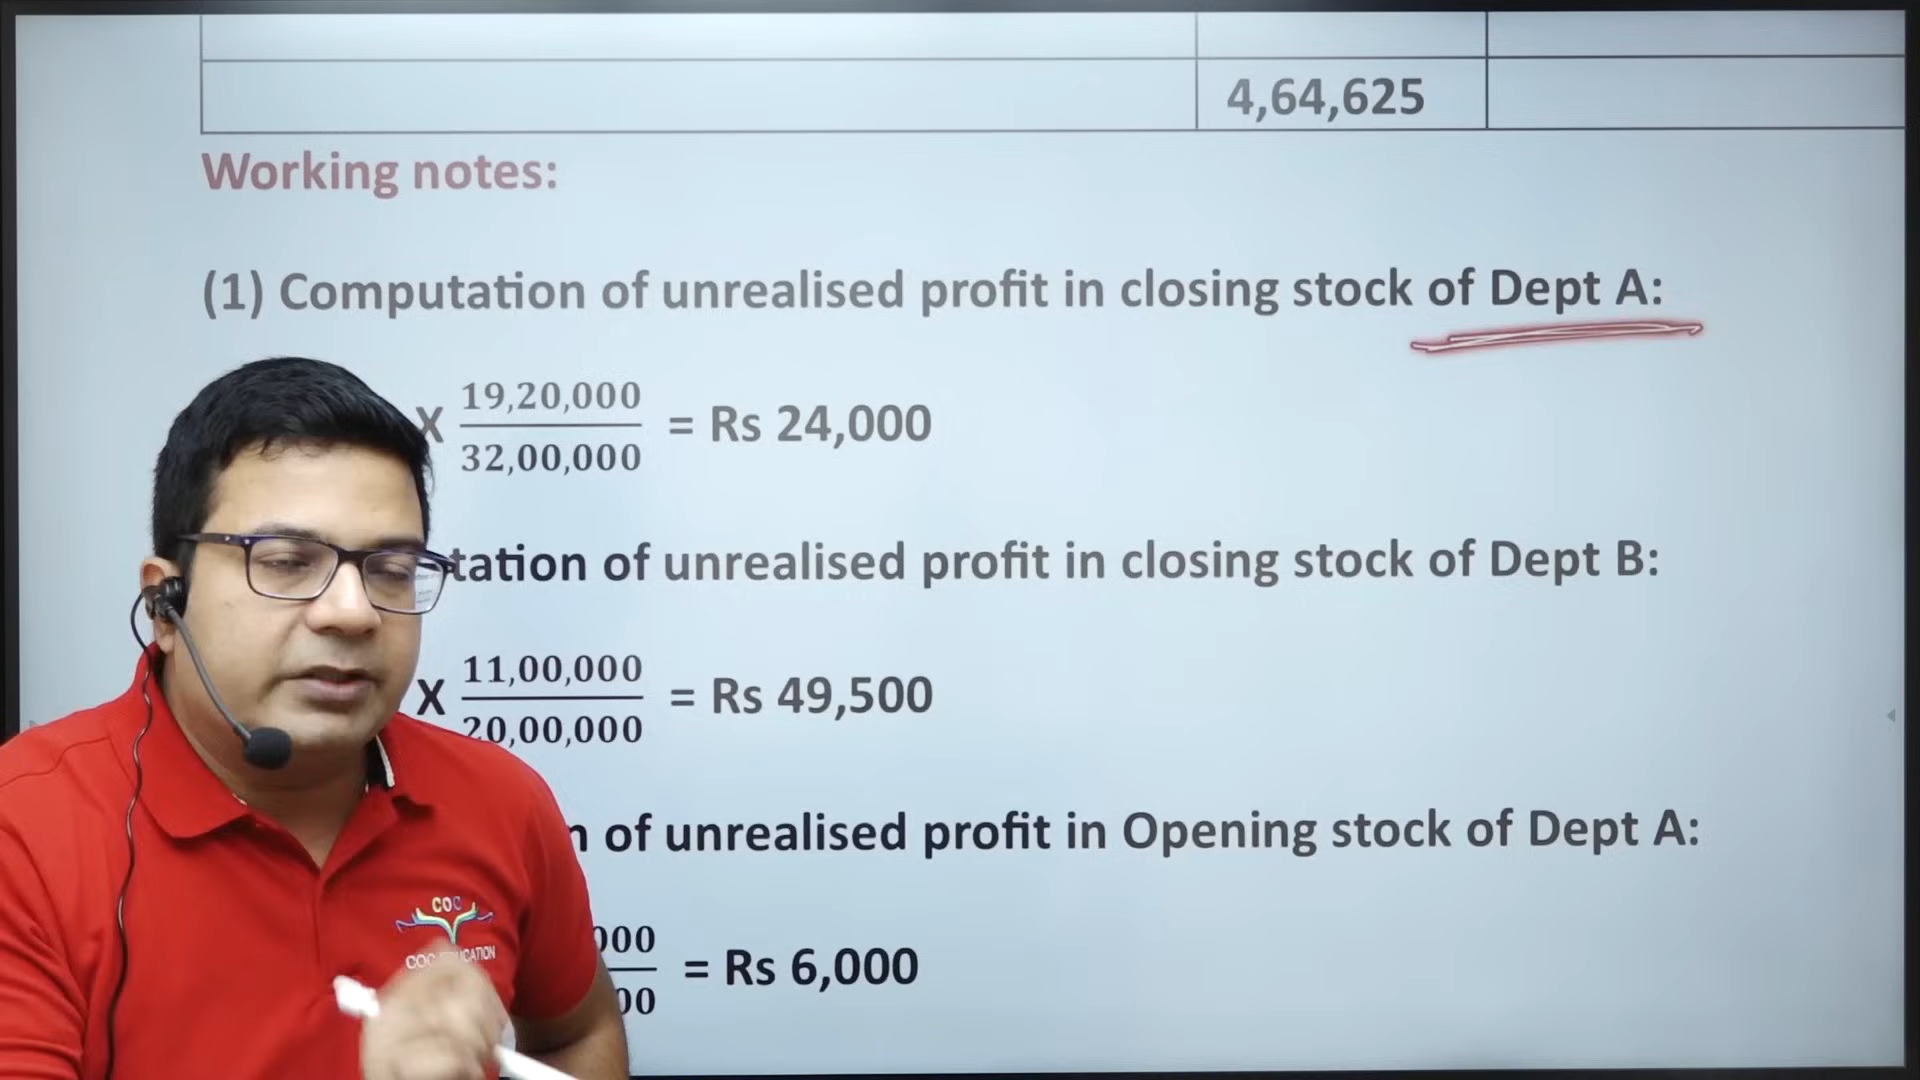 4,64,625
Working notes:
(1) Computation of unrealised profit in closing stock of Dept A:
X 19,20,000
32,00,000
= Rs 24,000
tation of unrealised profit in closing stock of Dept B:
X 11,00,000
20,00,000
= Rs 49,500
n of unrealised profit in Opening stock of Dept A:
000
00
= Rs 6,000
COC